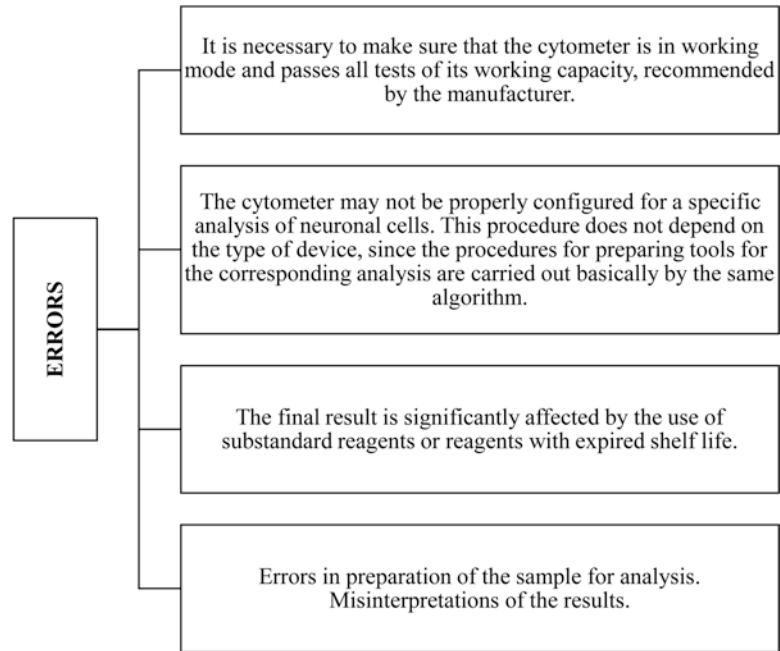 ERRORS
It is necessary to make sure that the cytometer is in working
mode and passes all tests of its working capacity, recommended
by the manufacturer.
The cytometer may not be properly configured for a specific
analysis of neuronal cells. This procedure does not depend on
the type of device, since the procedures for preparing tools for
the corresponding analysis are carried out basically by the same
algorithm.
The final result is significantly affected by the use of
substandard reagents or reagents with expired shelf life.
Errors in preparation of the sample for analysis.
Misinterpretations of the results.